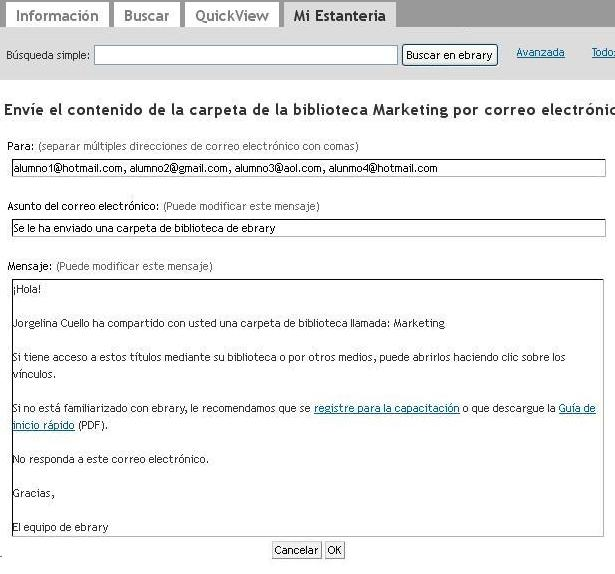 Información Buscar QuickView Mi Estantería
Búsqueda simple: Buscar en ebrary Avanzada Todo
Envíe el contenido de la carpeta de la biblioteca Marketing por correo electrónic
Para: (separar múltiples direcciones de correo electrónico con comas)
alumno1@hotmail.com, alumno2@gmail.com, alumno3@aol.com, alunmo4@hotmail.com
Asunto del correo electrónico: (Puede modificar este mensaje)
Se le ha enviado una carpeta de biblioteca de ebrary
Mensaje: (Puede modificar este mensaje)
¡Hola!
Jorgelina Cuello ha compartido con usted una carpeta de biblioteca llamada: Marketing
Si tiene acceso a estos títulos mediante su biblioteca o por otros medios, puede abrirlos haciendo clic sobre los
vínculos.
Si no está familiarizado con ebrary, le recomendamos que se registre para la capacitación o que descargue la Guía de
inicio rápido (PDF).
No responda a este correo electrónico.
Gracias,
El equipo de ebrary
Cancelar OK